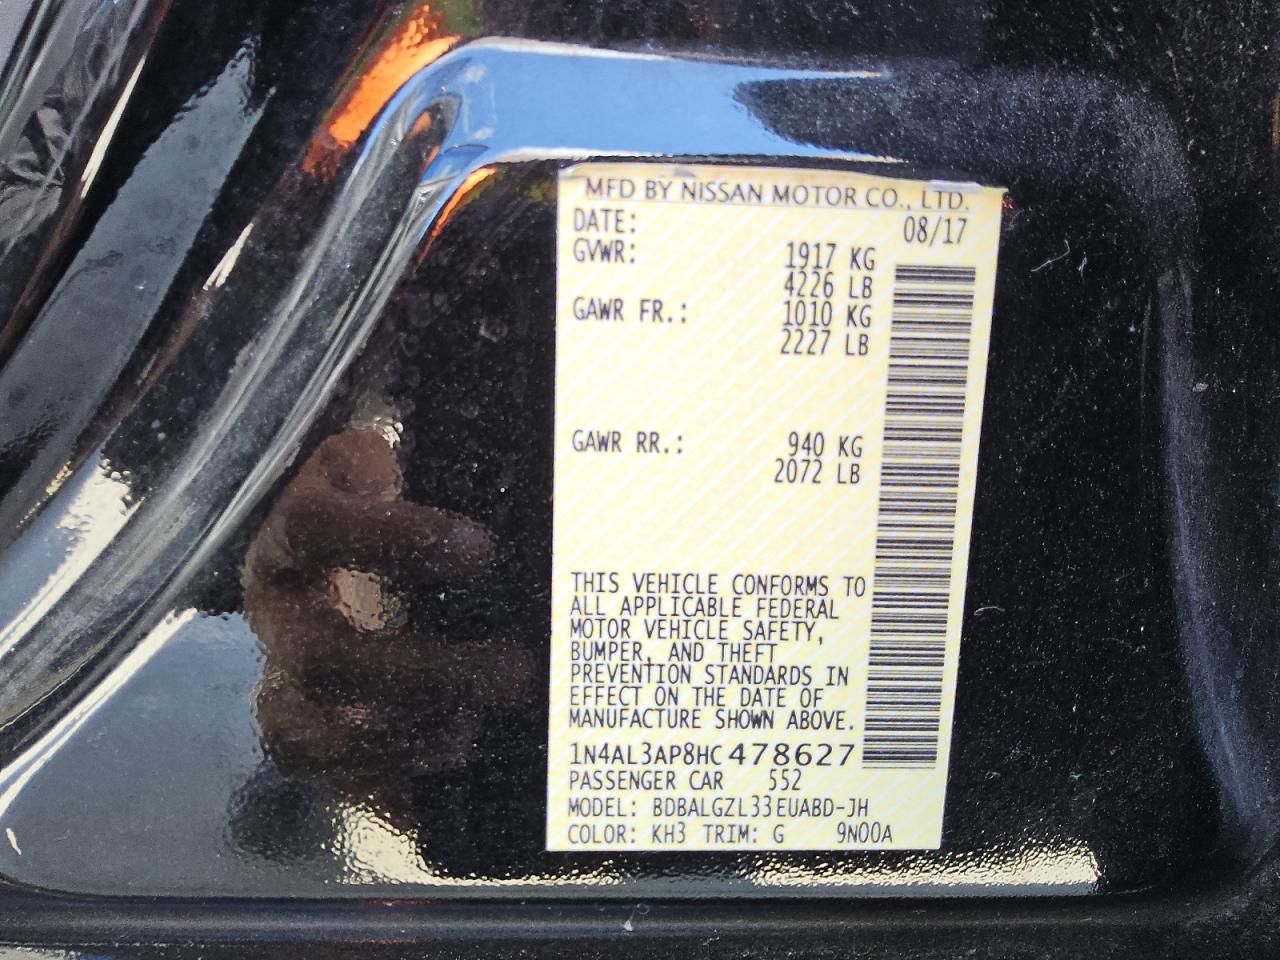 MFD BY NISSAN MOTOR CO., LTD.
DATE: 08/17
GVWR: 1917 KG
4226 LB
GAWR FR.: 1010 KG
2227 LB
GAWR RR.: 940 KG
2072 LB
THIS VEHICLE CONFORMS TO
ALL APPLICABLE FEDERAL
MOTOR VEHICLE SAFETY,
BUMPER, AND THEFT
PREVENTION STANDARDS IN
EFFECT ON THE DATE OF
MANUFACTURE SHOWN ABOVE.
1N4AL3AP8HC478627
PASSENGER CAR 552
MODEL: BDBALGZL33EUABD-JH
COLOR: KH3 TRIM: G 9N00A